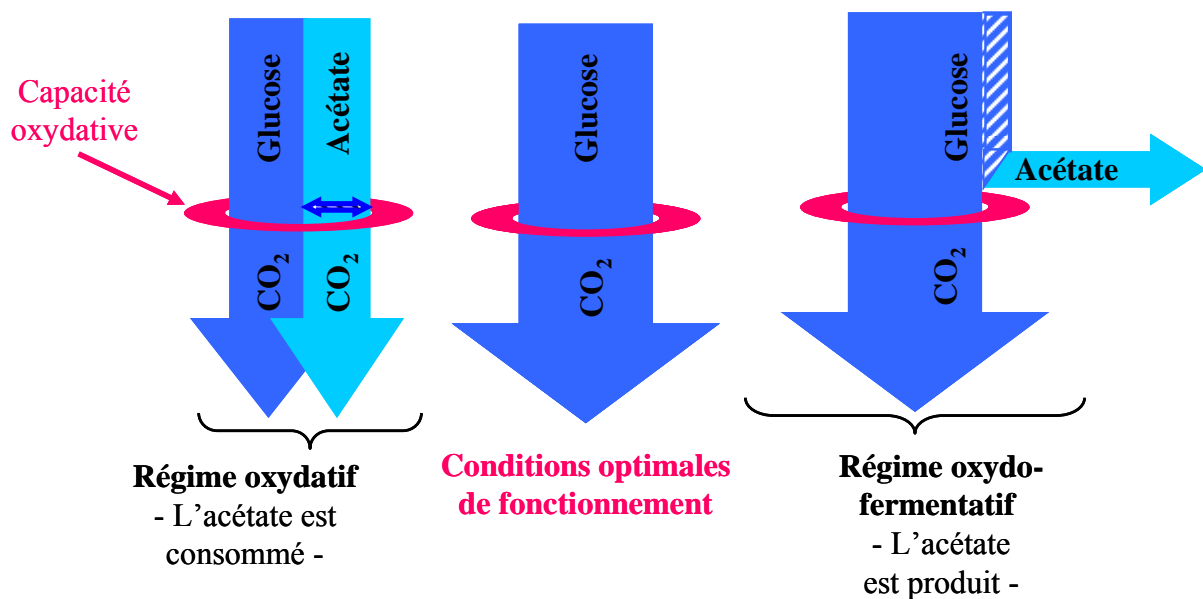 Capacité
oxydative
Glucose
Acétate
CO2
CO2
Régime oxydatif
- L’acétate est
consommé -
Glucose
CO2
Conditions optimales
de fonctionnement
Glucose
Acétate
CO2
Régime oxydo-
fermentatif
- L’acétate
est produit -